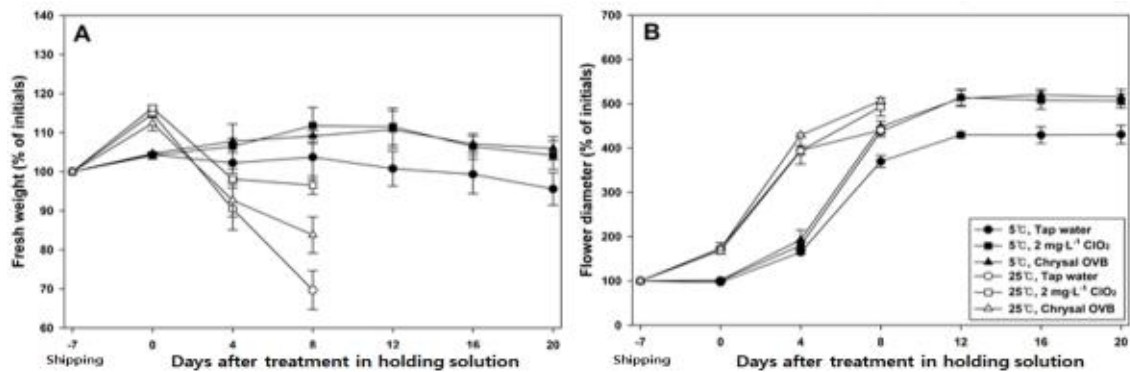 A
Fresh weight (% of initials)
140
130
120
110
100
90
80
70
60
-7
0
4
8
12
16
20
Shipping
Days after treatment in holding solution
B
Flower diameter (% of initials)
700
600
500
400
300
200
100
0
5℃, Tap water
5℃, 2 mg·L⁻¹ ClO₂
5℃, Chrysal OVB
25℃, Tap water
25℃, 2 mg·L⁻¹ ClO₂
25℃, Chrysal OVB
-7
0
4
8
12
16
20
Shipping
Days after treatment in holding solution